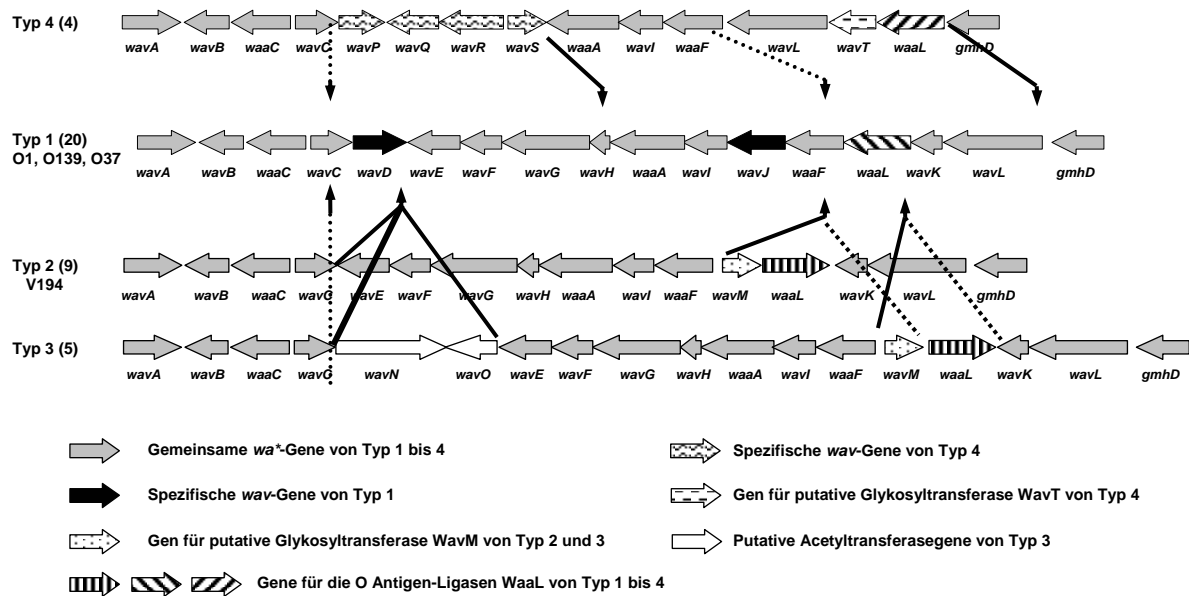 Typ 4 (4)
wavA wavB waaC wavC wavP wavQ wavR wavS waaA wavI waaF wavL wavT waaL gmhD
Typ 1 (20)
O1, O139, O37
wavA wavB waaC wavC wavD wavE wavF wavG wavH waaA wavI wavJ waaF waaL wavK wavL gmhD
Typ 2 (9)
V194
wavA wavB waaC wavC wavE wavF wavG wavH waaA wavI waaF wavM waaL wavK wavL gmhD
Typ 3 (5)
wavA wavB waaC wavC wavN wavO wavE wavF wavG wavH waaA wavI waaF wavM waaL wavK wavL gmhD
Gemeinsame wa*-Gene von Typ 1 bis 4
Spezifische wav-Gene von Typ 4
Spezifische wav-Gene von Typ 1
Gen für putative Glykosyltransferase WavT von Typ 4
Gen für putative Glykosyltransferase WavM von Typ 2 und 3
Putative Acetyltransferasegene von Typ 3
Gene für die O Antigen-Ligasen WaaL von Typ 1 bis 4